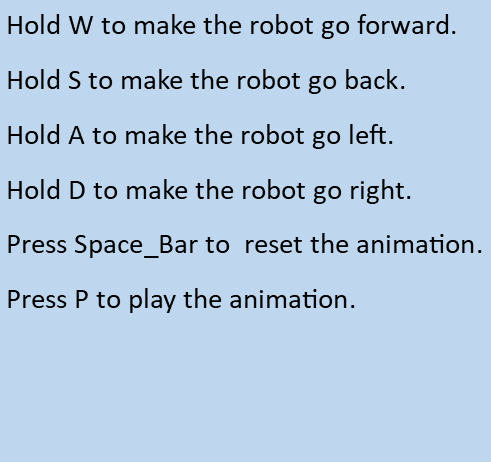 Hold W to make the robot go forward.
Hold S to make the robot go back.
Hold A to make the robot go left.
Hold D to make the robot go right.
Press Space_Bar to  reset the animation.
Press P to play the animation.